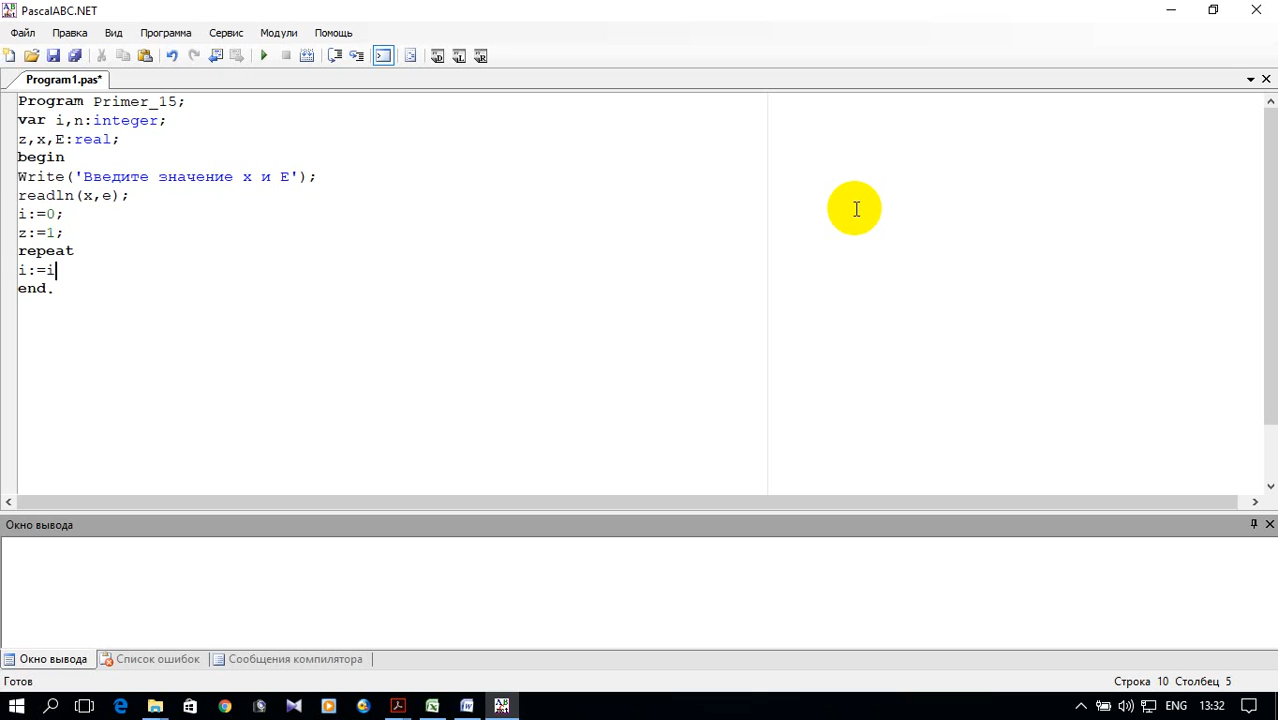 PascalABC.NET
Файл Правка Вид Программа Сервис Модули Помощь
Program1.pas*
Program Primer_15;
var i,n:integer;
z,x,E:real;
begin
Write('Введите значение x и E');
readln(x,e);
i:=0;
z:=1;
repeat
i:=i
end.
Окно вывода
Окно вывода Список ошибок Сообщения компилятора
Готов Строка 10 Столбец 5
ENG 13:32